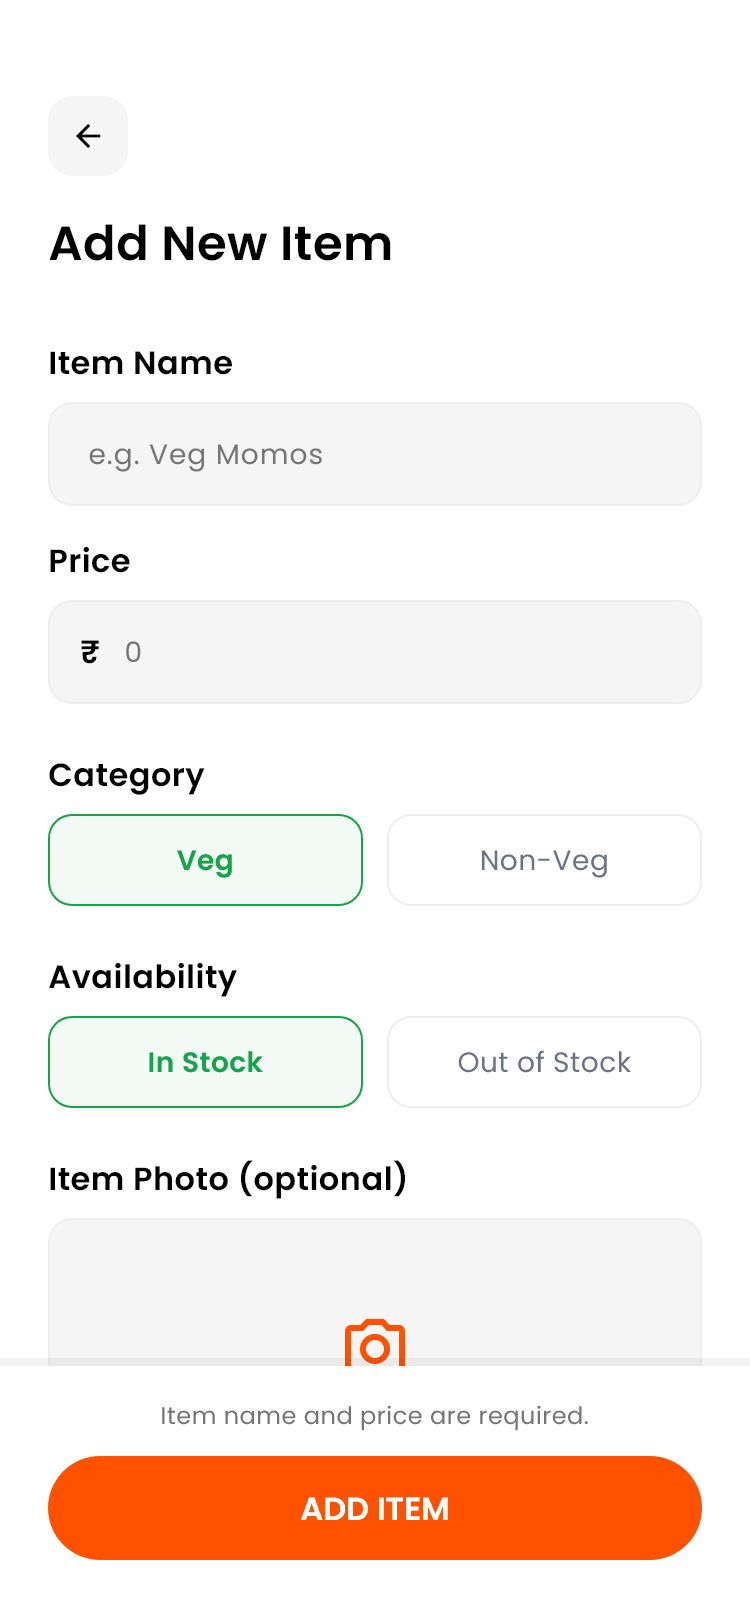 Add New Item
Item Name
e.g. Veg Momos
Price
₹ 0
Category
Veg
Non-Veg
Availability
In Stock
Out of Stock
Item Photo (optional)
Item name and price are required.
ADD ITEM